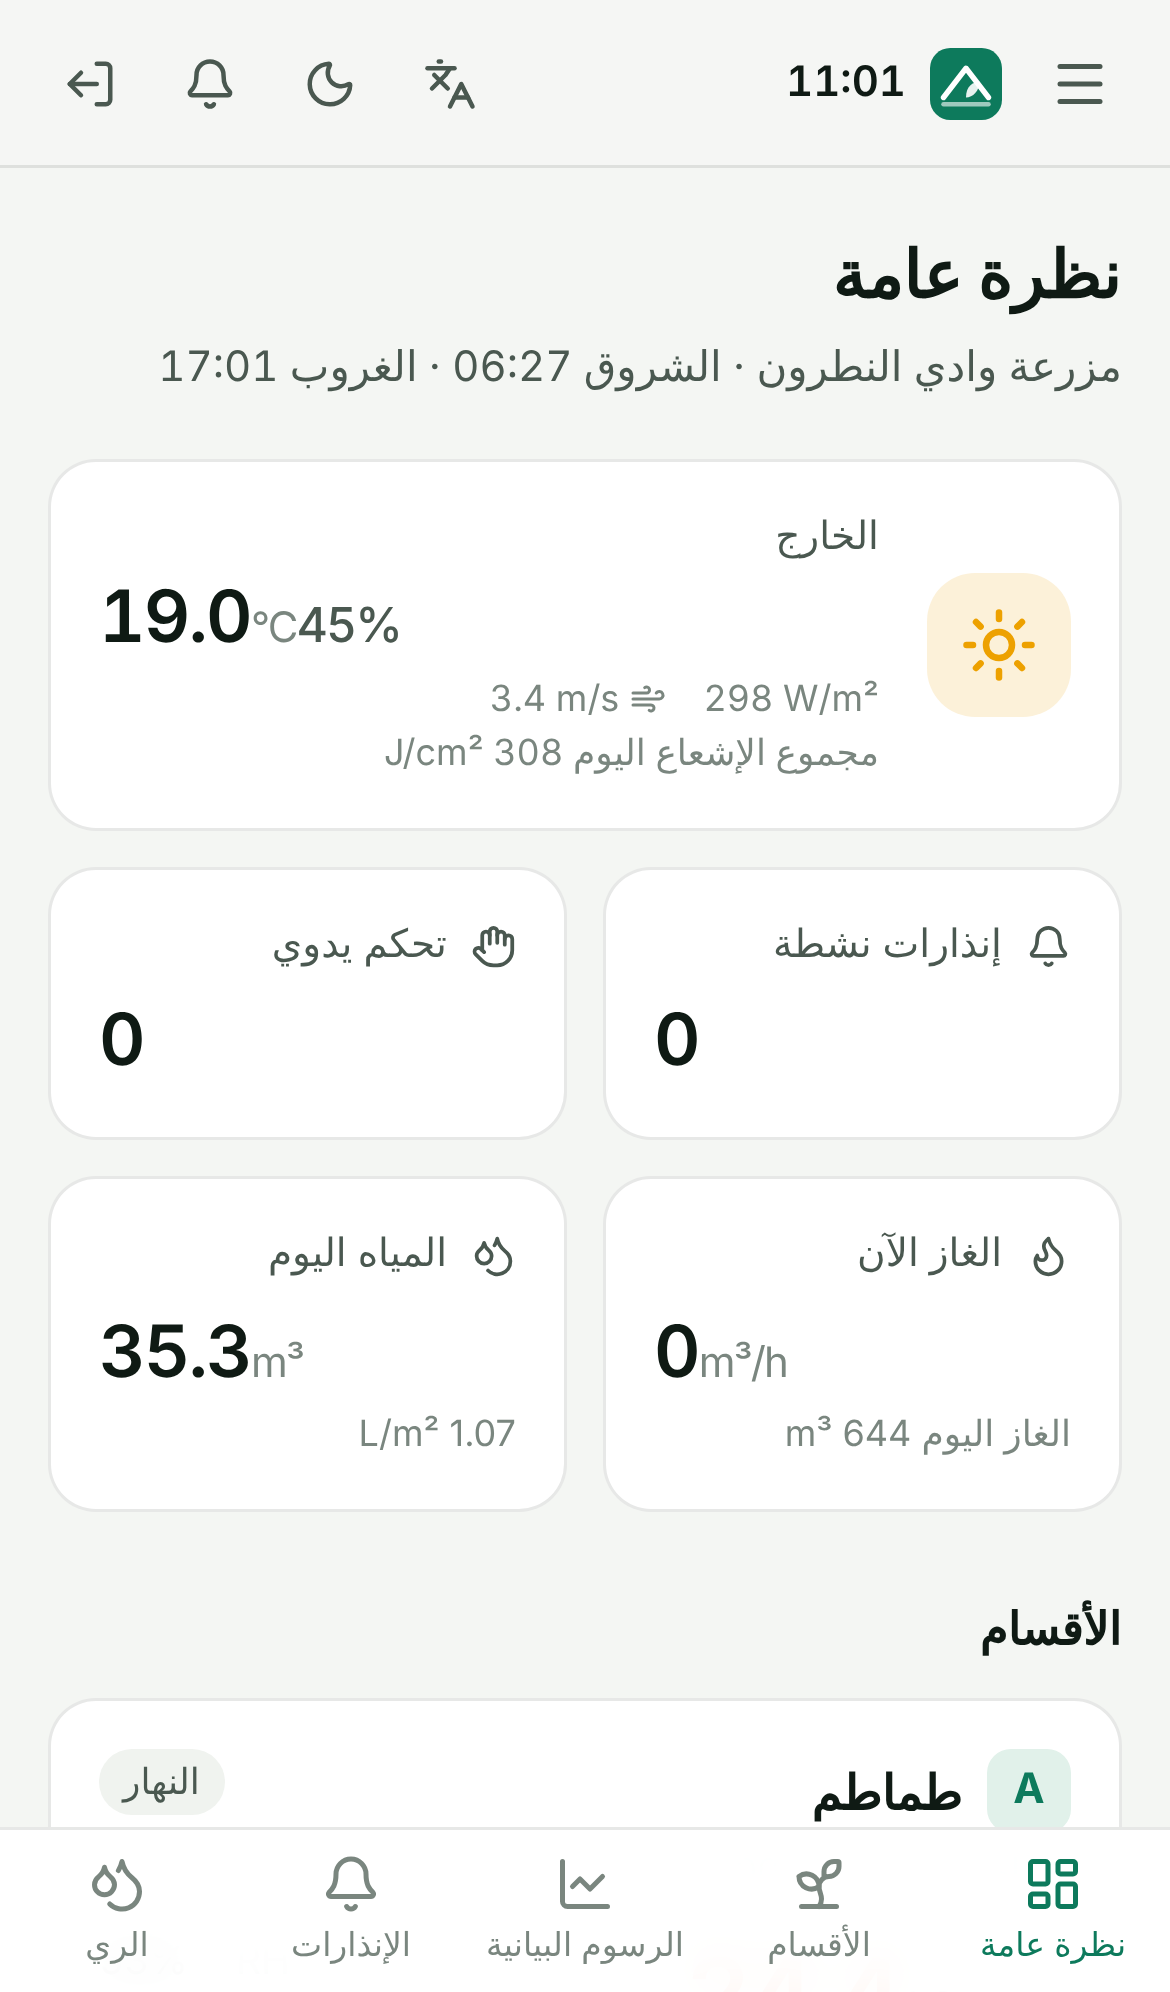 11:01
نظرة عامة
مزرعة وادي النطرون · الشروق 06:27 · الغروب 17:01
الخارج
19.0°C45%
298 W/m²
3.4 m/s
مجموع الإشعاع اليوم 308 J/cm²
إنذارات نشطة
0
تحكم يدوي
0
الغاز الآن
0m³/h
الغاز اليوم 644 m³
المياه اليوم
35.3m³
1.07 L/m²
الأقسام
A
طماطم
النهار
نظرة عامة
الأقسام
الرسوم البيانية
الإنذارات
الري